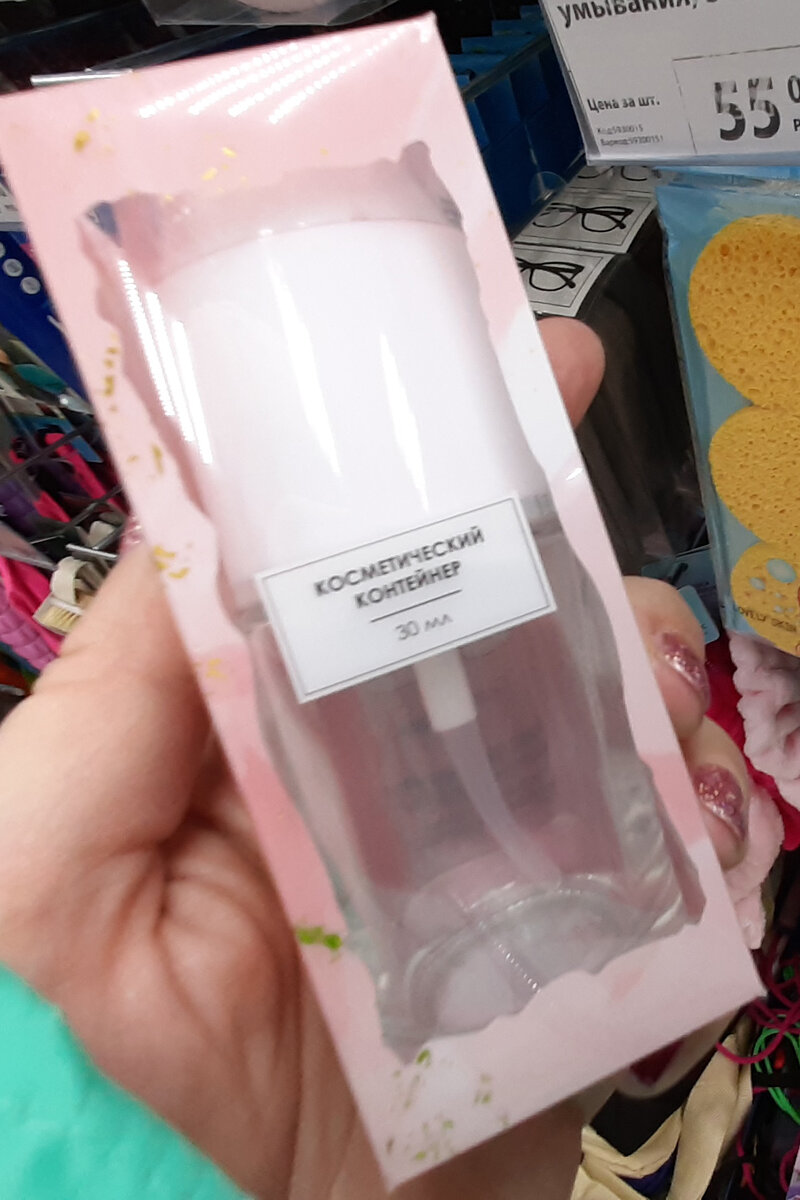 умывания,
Цена за шт.
55
КОСМЕТИЧЕСКИЙ
КОНТЕЙНЕР
30 мл